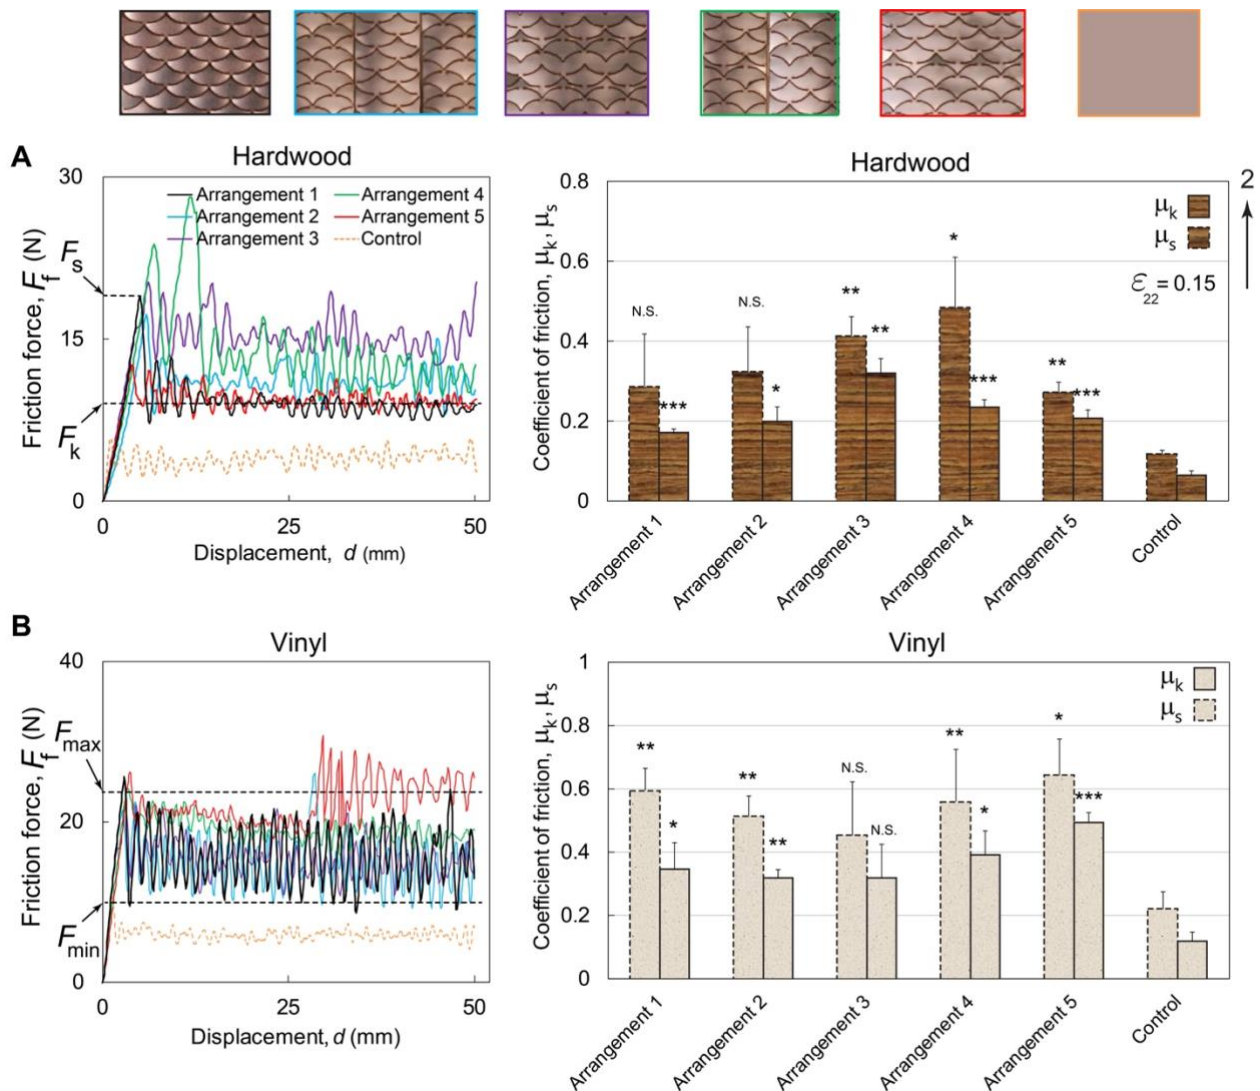 A
Hardwood
30
Arrangement 1
Arrangement 4
Arrangement 2
Arrangement 5
Arrangement 3
Control
Fs
15
Fk
0
Friction force, Ff (N)
0 25 50
Displacement, d (mm)
Hardwood
0.8
μk
μs
2
ε22 = 0.15
0.6
0.4
0.2
0
Coefficient of friction, μk, μs
N.S.
***
N.S.
*
**
**
*
***
**
***
Arrangement 1
Arrangement 2
Arrangement 3
Arrangement 4
Arrangement 5
Control
B
Vinyl
40
Fmax
20
Fmin
0
Friction force, Ff (N)
0 25 50
Displacement, d (mm)
Vinyl
1
μk
μs
0.8
0.6
0.4
0.2
0
Coefficient of friction, μk, μs
**
*
**
**
N.S.
N.S.
**
*
*
***
Arrangement 1
Arrangement 2
Arrangement 3
Arrangement 4
Arrangement 5
Control